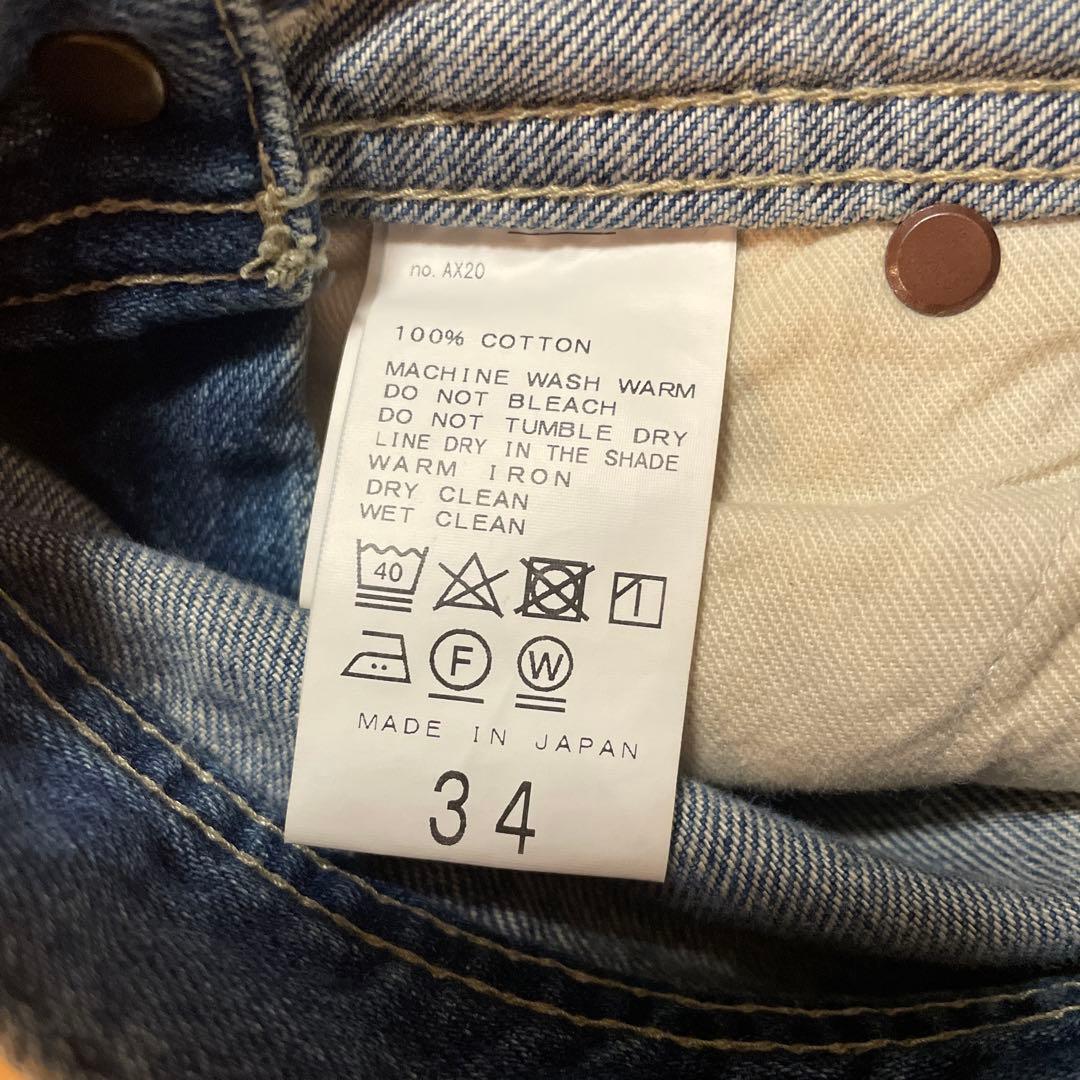 no. AX20
100% COTTON
MACHINE WASH WARM
DO NOT BLEACH
DO NOT TUMBLE DRY
LINE DRY IN THE SHADE
WARM IRON
DRY CLEAN
WET CLEAN
40
F W
MADE IN JAPAN
34